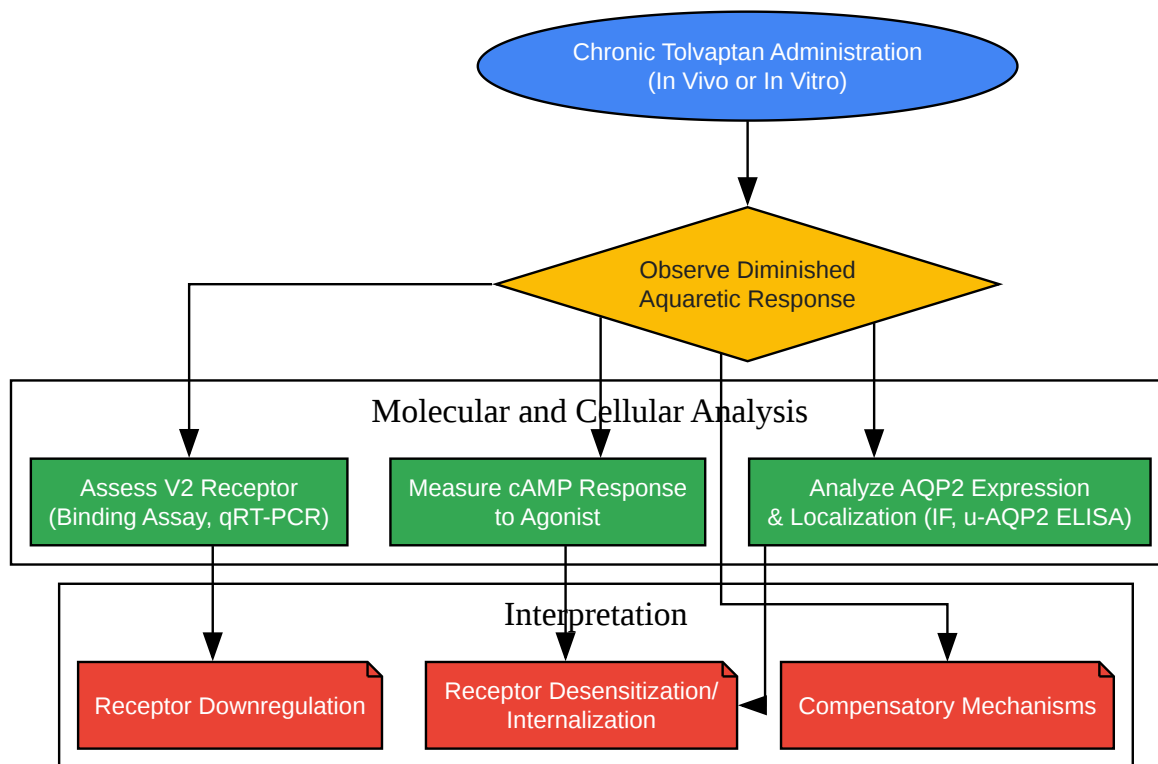 Chronic Tolvaptan Administration
(In Vivo or In Vitro)
Observe Diminished
Aquaretic Response
Molecular and Cellular Analysis
Assess V2 Receptor
(Binding Assay, qRT-PCR)
Measure cAMP Response
to Agonist
Analyze AQP2 Expression
& Localization (IF, u-AQP2 ELISA)
Interpretation
Receptor Downregulation
Receptor Desensitization/
Internalization
Compensatory Mechanisms